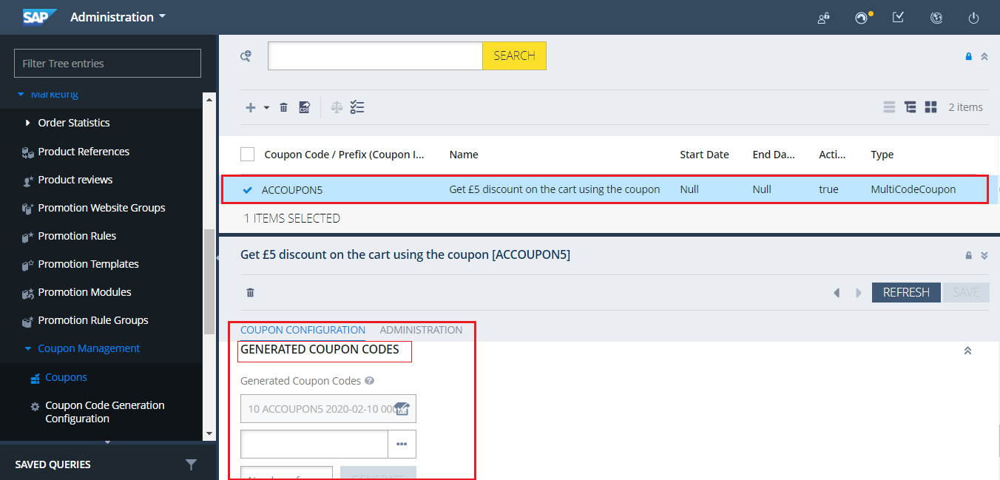 SAP Administration
Filter Tree entries
Marketing
Order Statistics
Product References
Product reviews
Promotion Website Groups
Promotion Rules
Promotion Templates
Promotion Modules
Promotion Rule Groups
Coupon Management
Coupons
Coupon Code Generation
Configuration
SAVED QUERIES
SEARCH
CSV
2 items
Coupon Code / Prefix (Coupon I... Name Start Date End Da... Acti... Type
ACCOUPON5 Get £5 discount on the cart using the coupon Null Null true MultiCodeCoupon
1 ITEMS SELECTED
Get £5 discount on the cart using the coupon [ACCOUPON5]
REFRESH SAVE
COUPON CONFIGURATION ADMINISTRATION
GENERATED COUPON CODES
Generated Coupon Codes ?
10 ACCOUPON5 2020-02-10
GENERATE